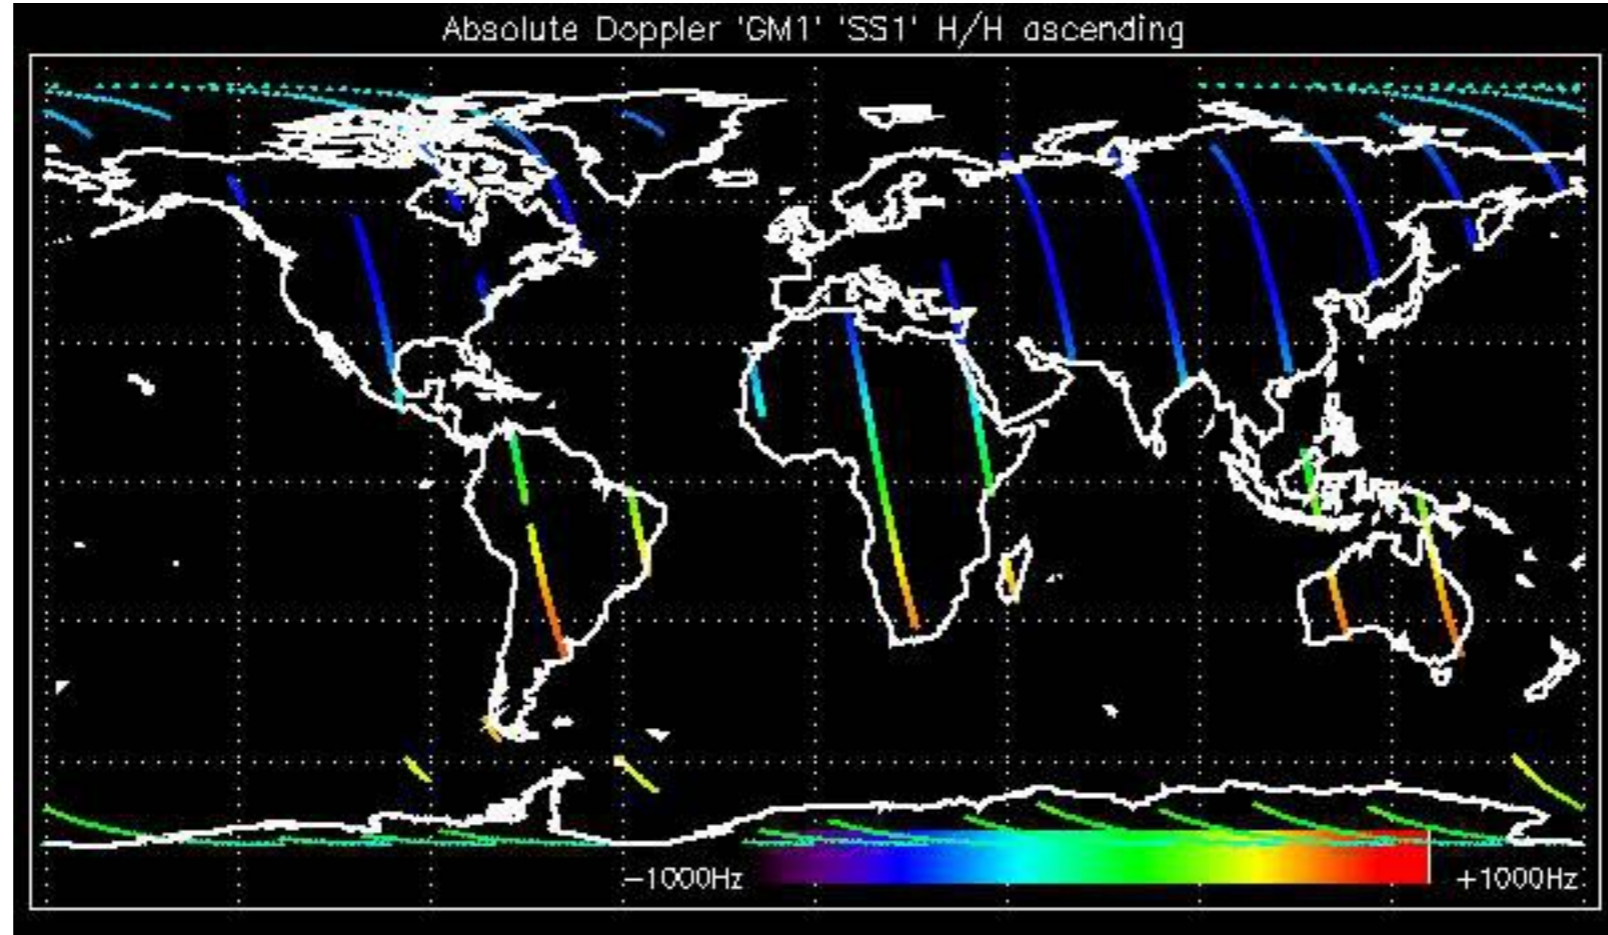 Absolute Doppler 'GM1' 'SS1' H/H ascending
−1000Hz +1000Hz